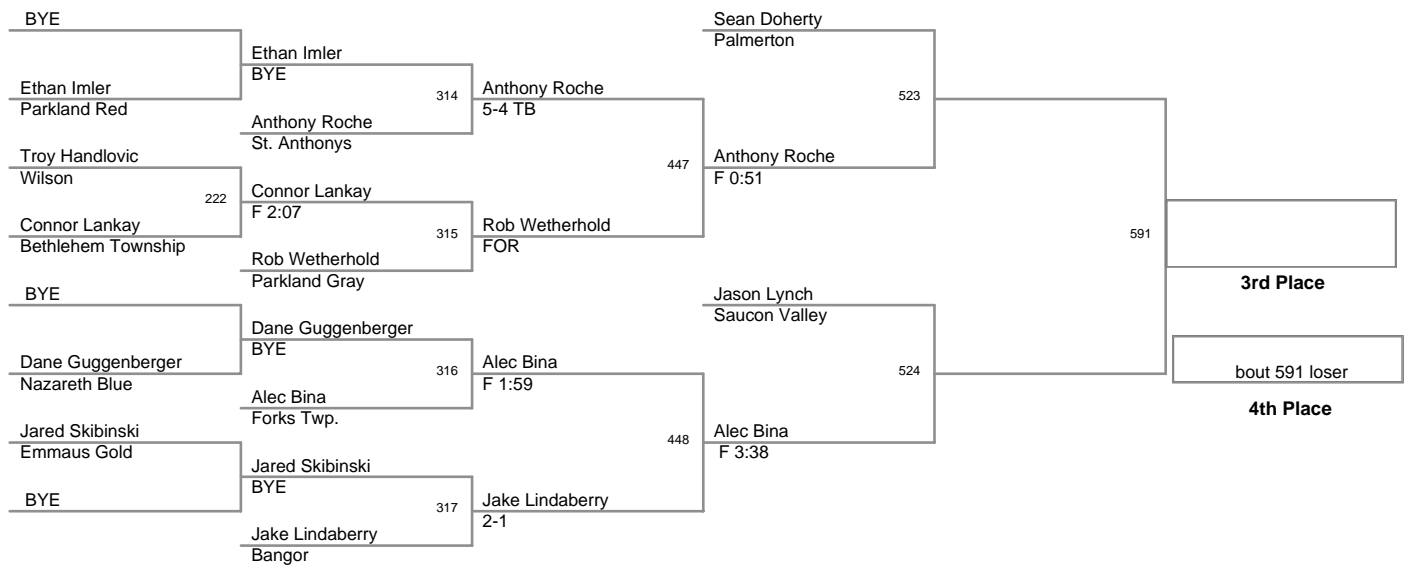 BYE
Ethan Imler
Parkland Red
Troy Handlovic
Wilson
222
Connor Lankay
Bethlehem Township
BYE
Dane Guggenberger
Nazareth Blue
Jared Skibinski
Emmaus Gold
BYE
Ethan Imler
BYE
314
Anthony Roche
St. Anthonys
Connor Lankay
F 2:07
315
Rob Wetherhold
Parkland Gray
Dane Guggenberger
BYE
316
Alec Bina
Forks Twp.
Jared Skibinski
BYE
317
Jake Lindaberry
Bangor
Anthony Roche
5-4 TB
447
Rob Wetherhold
FOR
Alec Bina
F 1:59
448
Jake Lindaberry
2-1
Sean Doherty
Palmerton
523
Anthony Roche
F 0:51
Jason Lynch
Saucon Valley
524
Alec Bina
F 3:38
591
3rd Place
bout 591 loser
4th Place